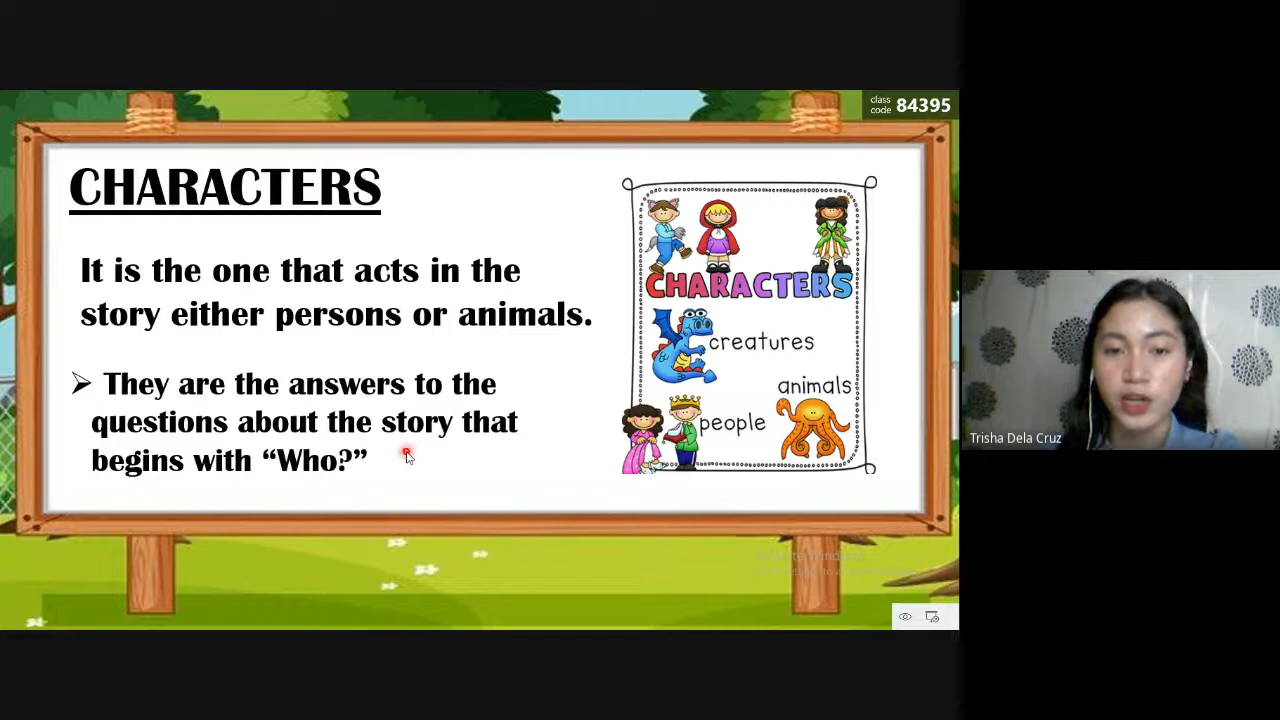 class
code 84395
CHARACTERS
It is the one that acts in the
story either persons or animals.
➢ They are the answers to the
questions about the story that
begins with “Who?”
CHARACTERS
creatures
animals
people
Trisha Dela Cruz